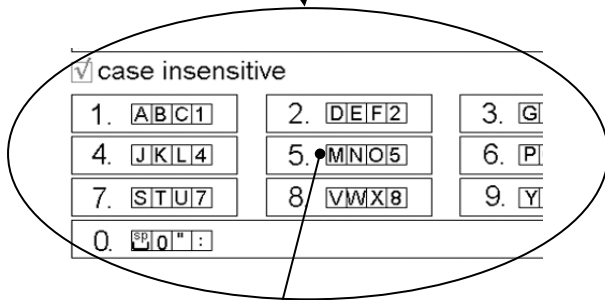 case insensitive
1. ABC1 2. DEF2 3. G
4. JKL4 5. MNO5 6. P
7. STU7 8. VWX8 9. Y
0. sp 0 " :